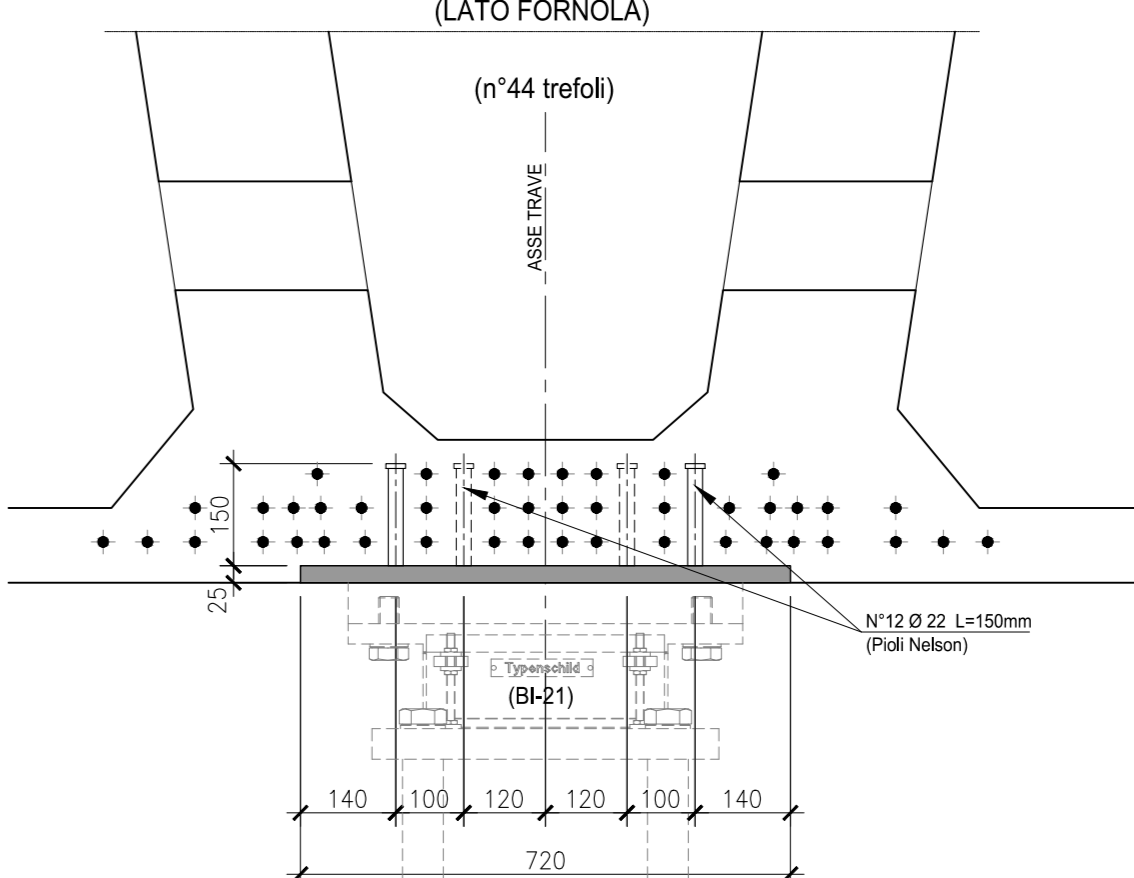 (LATO FORNOLA)
(n°44 trefoli)
ASSE TRAVE
150
25
N°12 Ø 22 L=150mm
(Pioli Nelson)
Typenschild
(BI-21)
140 100 120 120 100 140
720